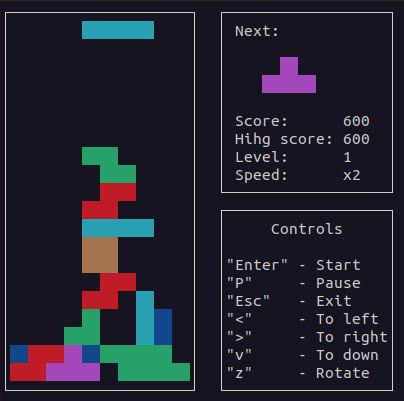 Next:
Score: 600
Hihg score: 600
Level: 1
Speed: x2
Controls
"Enter" - Start
"P" - Pause
"Esc" - Exit
"<" - To left
">" - To right
"v" - To down
"z" - Rotate